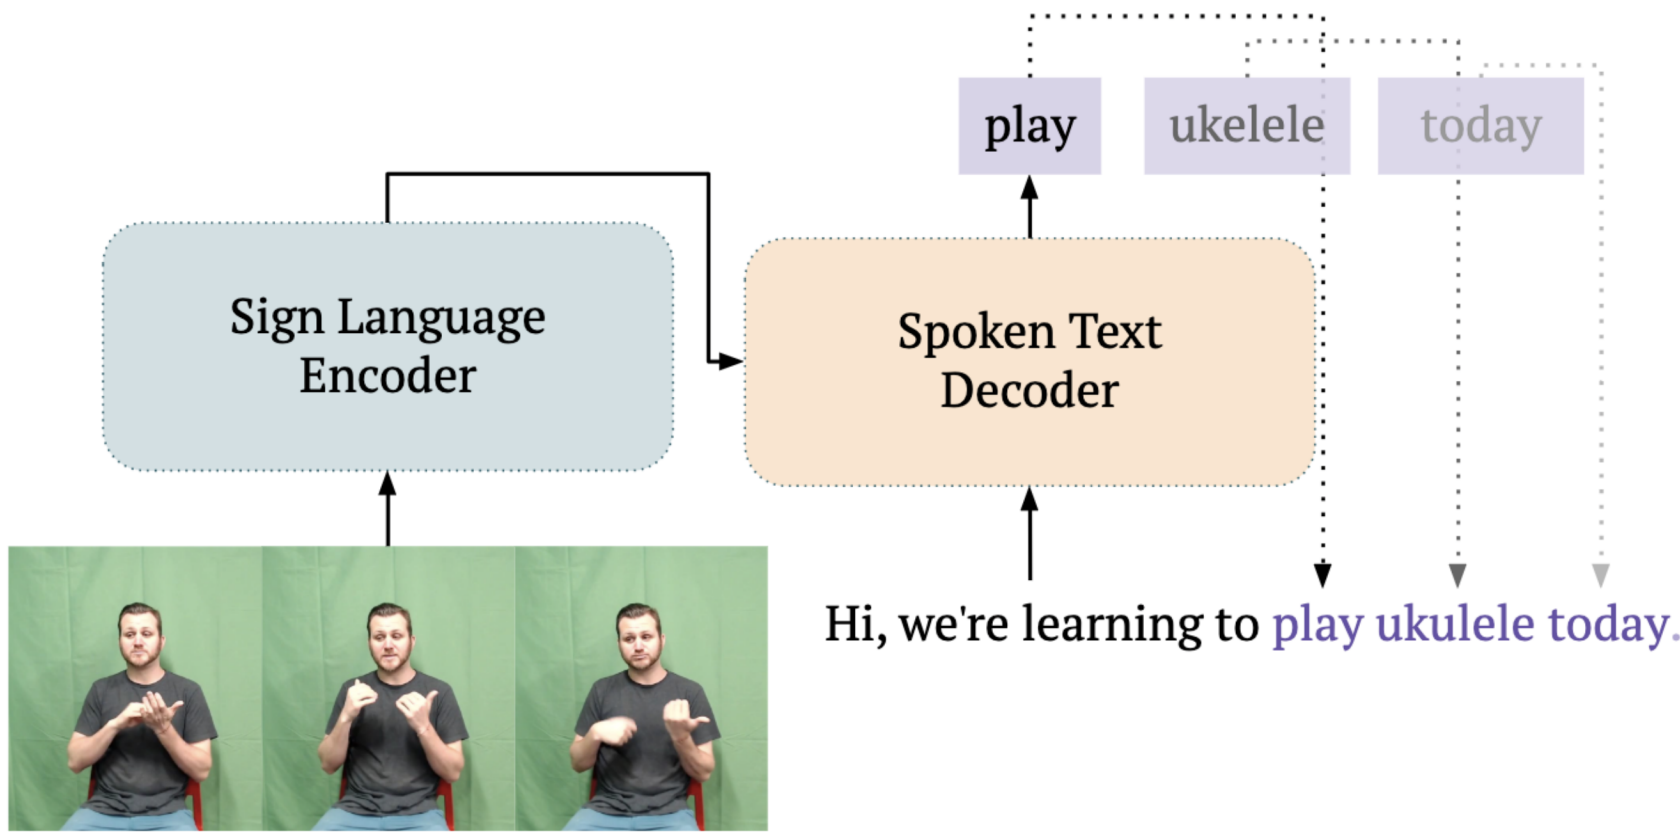 play ukelele today
Sign Language
Encoder
Spoken Text
Decoder
Hi, we're learning to play ukulele today.